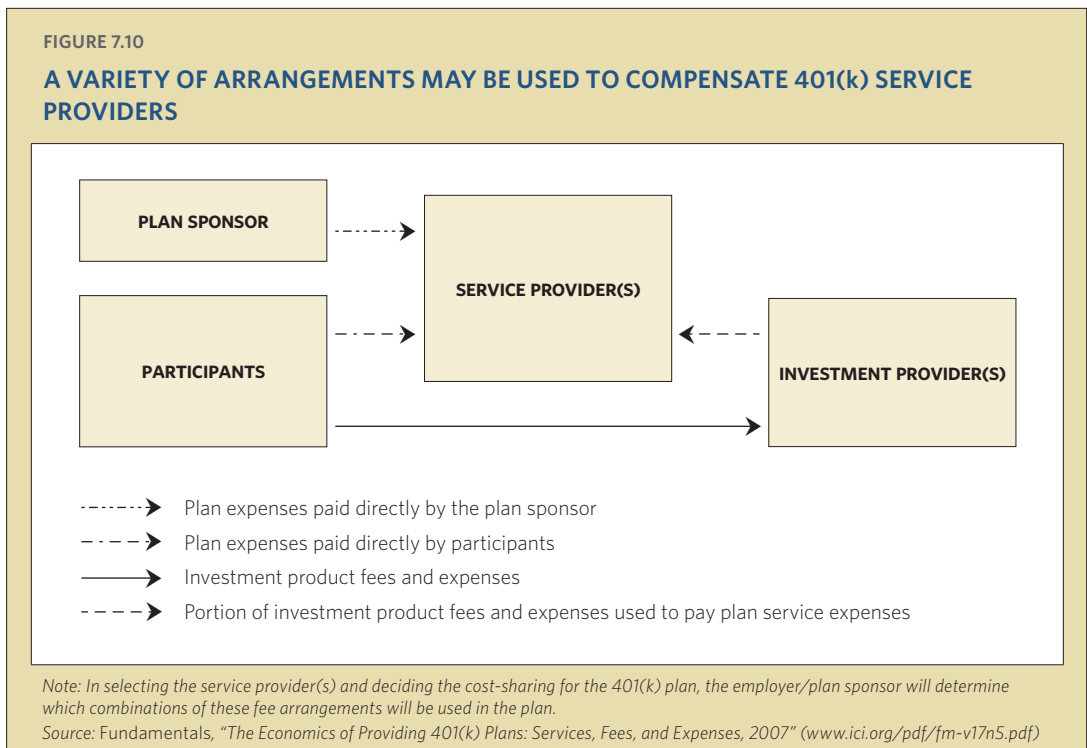 FIGURE 7.10
A VARIETY OF ARRANGEMENTS MAY BE USED TO COMPENSATE 401(k) SERVICE
PROVIDERS
PLAN SPONSOR
SERVICE PROVIDER(S)
PARTICIPANTS
INVESTMENT PROVIDER(S)
Plan expenses paid directly by the plan sponsor
Plan expenses paid directly by participants
Investment product fees and expenses
Portion of investment product fees and expenses used to pay plan service expenses
Note: In selecting the service provider(s) and deciding the cost-sharing for the 401(k) plan, the employer/plan sponsor will determine
which combinations of these fee arrangements will be used in the plan.
Source: Fundamentals, “The Economics of Providing 401(k) Plans: Services, Fees, and Expenses, 2007” (www.ici.org/pdf/fm-v17n5.pdf)